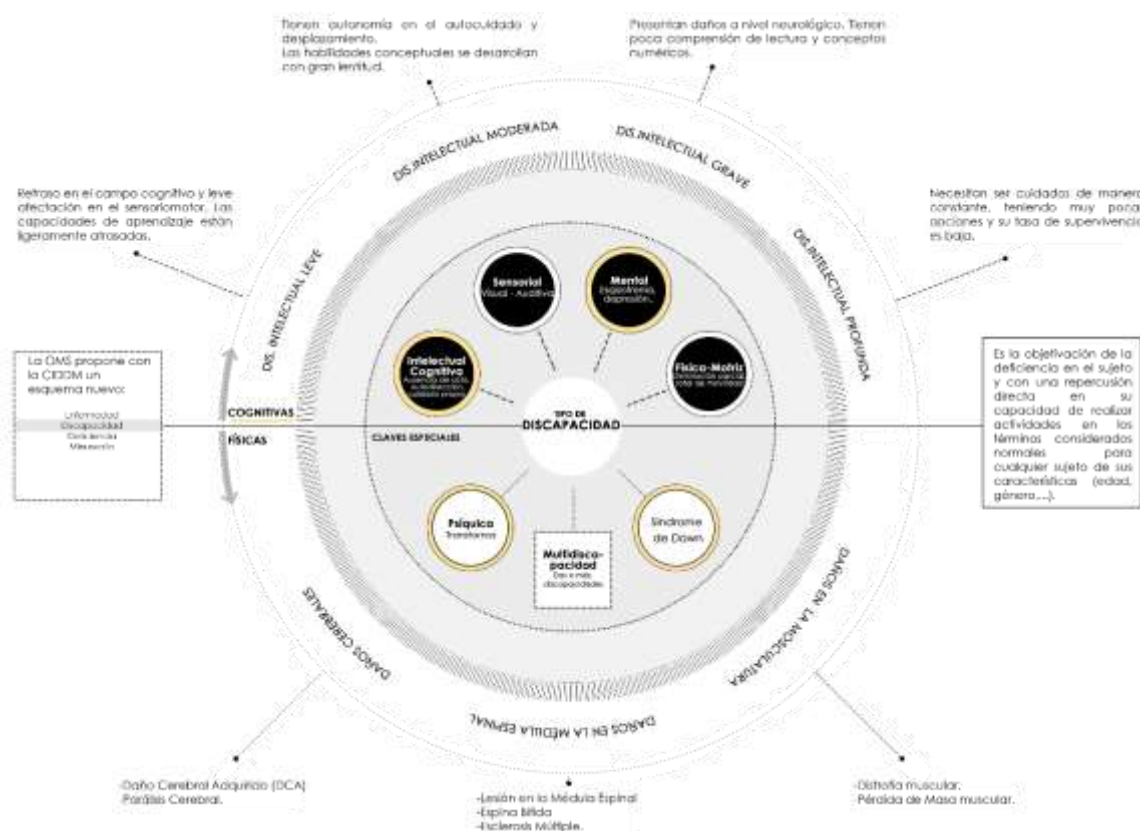 Tienen autonomía en el autocuidado y
desplazamiento.
Las habilidades conceptuales se desarrollan
con gran lentitud.
Presentan daños a nivel neurológico. Tienen
poca comprensión de lectura y conceptos
numéricos.
DIS.INTELECTUAL MODERADA
DIS.INTELECTUAL GRAVE
Retraso en el campo cognitivo y leve
afectación en el sensoriomotor. Las
capacidades de aprendizaje están
ligeramente atrasadas.
Necesitan ser cuidados de manera
constante, teniendo muy pocas
opciones y su tasa de supervivencia
es baja.
DIS. INTELECTUAL LEVE
DIS.INTELECTUAL PROFUNDA
Sensorial
Visual - Auditiva
Mental
Esquizofrenia,
depresión..
Intelectual
Cognitiva
Física-Motriz
La OMS propone con
la CIDDM un
esquema nuevo:
Enfermedad
Discapacidad
Deficiencia
Minusvalía
COGNITIVAS
FÍSICAS
CLAVES ESPECIALES
TIPO DE
DISCAPACIDAD
Es la objetivación de la
deficiencia en el sujeto
y con una repercusión
directa en su
capacidad de realizar
actividades en los
términos considerados
normales para
cualquier sujeto de sus
características (edad,
género,...).
Psíquica
Transtornos
Multidisca-
pacidad
Dos o más
discapacidades
Síndrome
de Down
DAÑOS CEREBRALES
DAÑOS EN LA MÉDULA ESPINAL
DAÑOS EN LA MOSCULATURA
-Daño Cerebral Adquirido (DCA)
-Parálisis Cerebral.
-Lesión en la Médula Espinal
-Espina Bífida
-Esclerosis Múltiple.
-Distrofia muscular.
-Pérdida de Masa muscular.